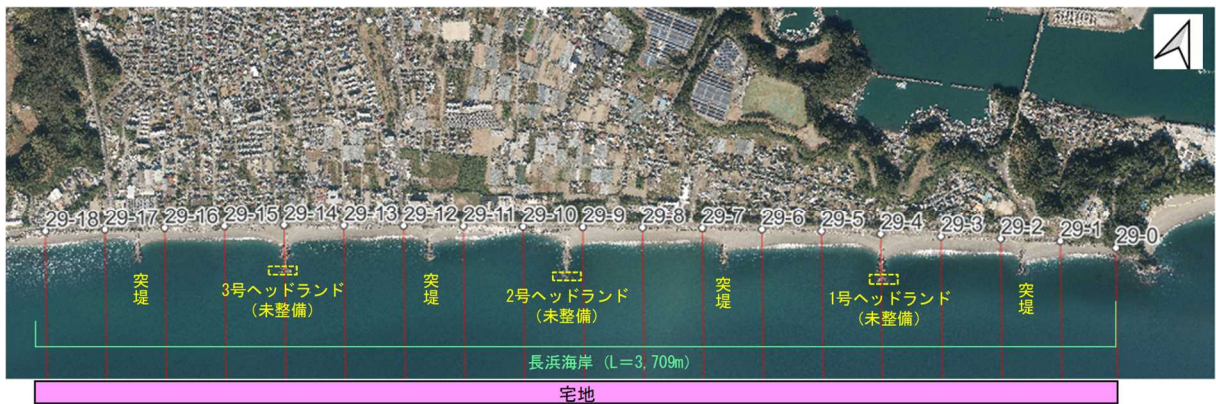 29-18
29-17
29-16
29-15
29-14
29-13
29-12
29-11
29-10
29-9
29-8
29-7
29-6
29-5
29-4
29-3
29-2
29-1
29-0
突堤
3号ヘッドランド
(未整備)
突堤
2号ヘッドランド
(未整備)
突堤
1号ヘッドランド
(未整備)
突堤
長浜海岸 (L=3,709m)
宅地